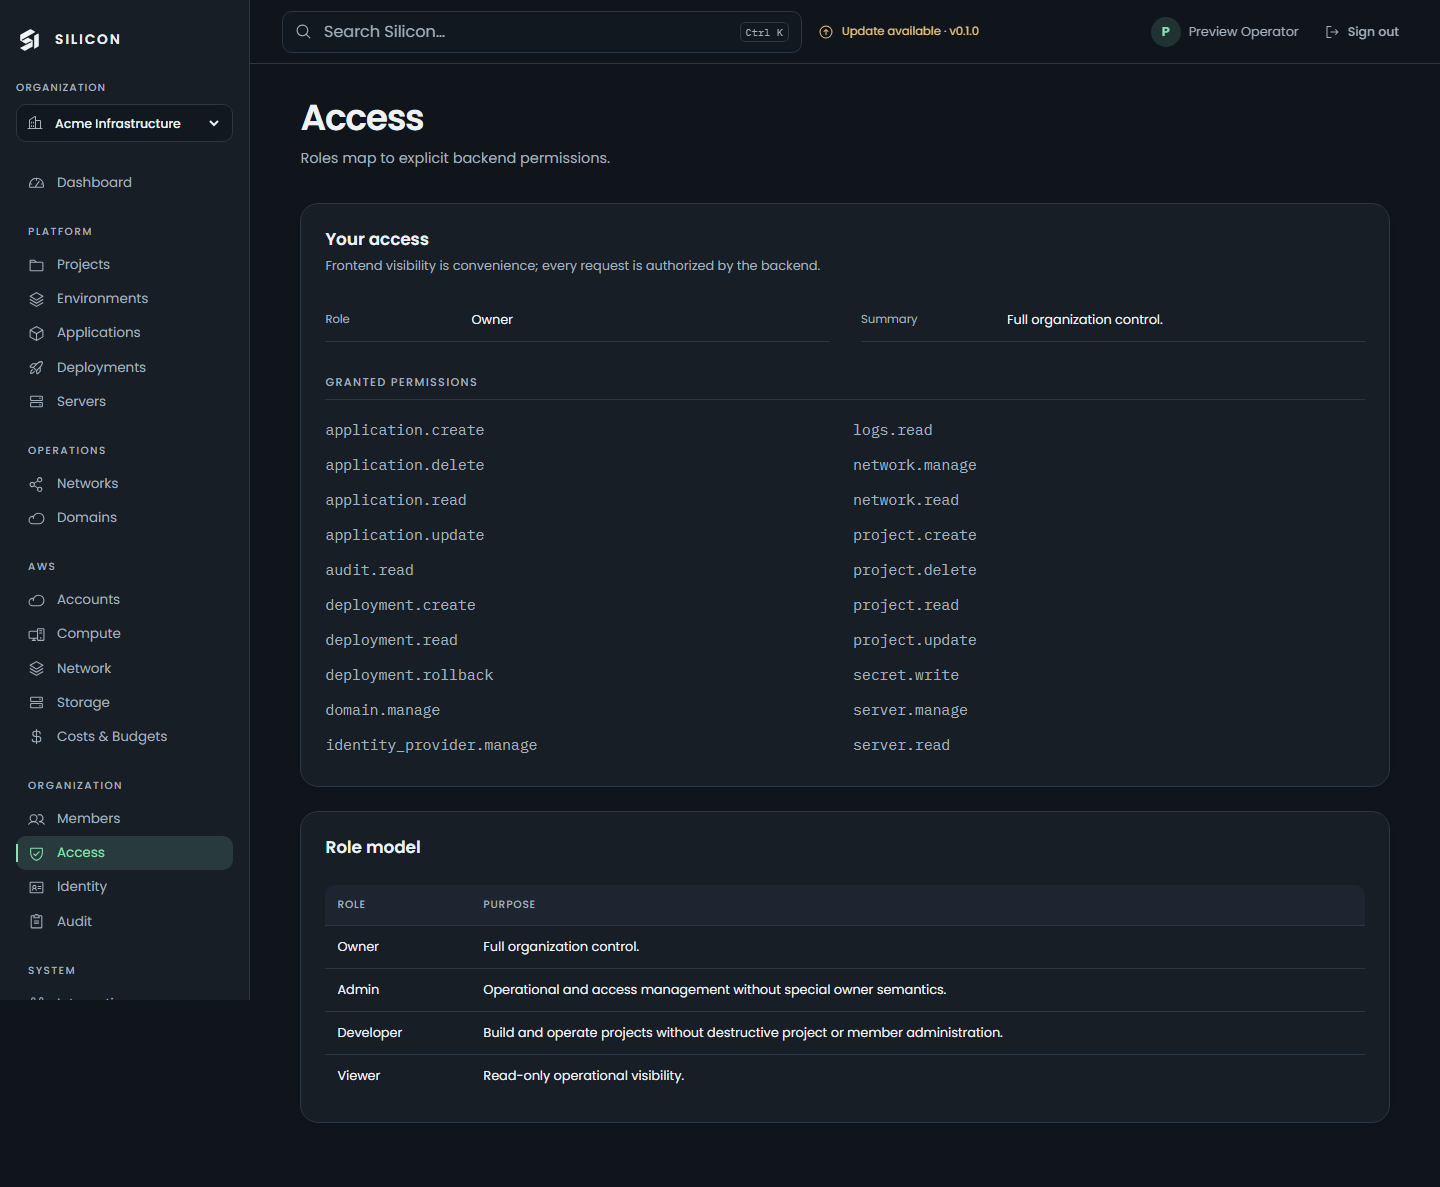 SILICON
ORGANIZATION
Acme Infrastructure
Dashboard
PLATFORM
Projects
Environments
Applications
Deployments
Servers
OPERATIONS
Networks
Domains
AWS
Accounts
Compute
Network
Storage
Costs & Budgets
ORGANIZATION
Members
Access
Identity
Audit
SYSTEM
Search Silicon...
Ctrl K
Update available · v0.1.0
P
Preview Operator
Sign out
Access
Roles map to explicit backend permissions.
Your access
Frontend visibility is convenience; every request is authorized by the backend.
Role Owner
Summary Full organization control.
GRANTED PERMISSIONS
application.create
application.delete
application.read
application.update
audit.read
deployment.create
deployment.read
deployment.rollback
domain.manage
identity_provider.manage
logs.read
network.manage
network.read
project.create
project.delete
project.read
project.update
secret.write
server.manage
server.read
Role model
ROLE PURPOSE
Owner Full organization control.
Admin Operational and access management without special owner semantics.
Developer Build and operate projects without destructive project or member administration.
Viewer Read-only operational visibility.